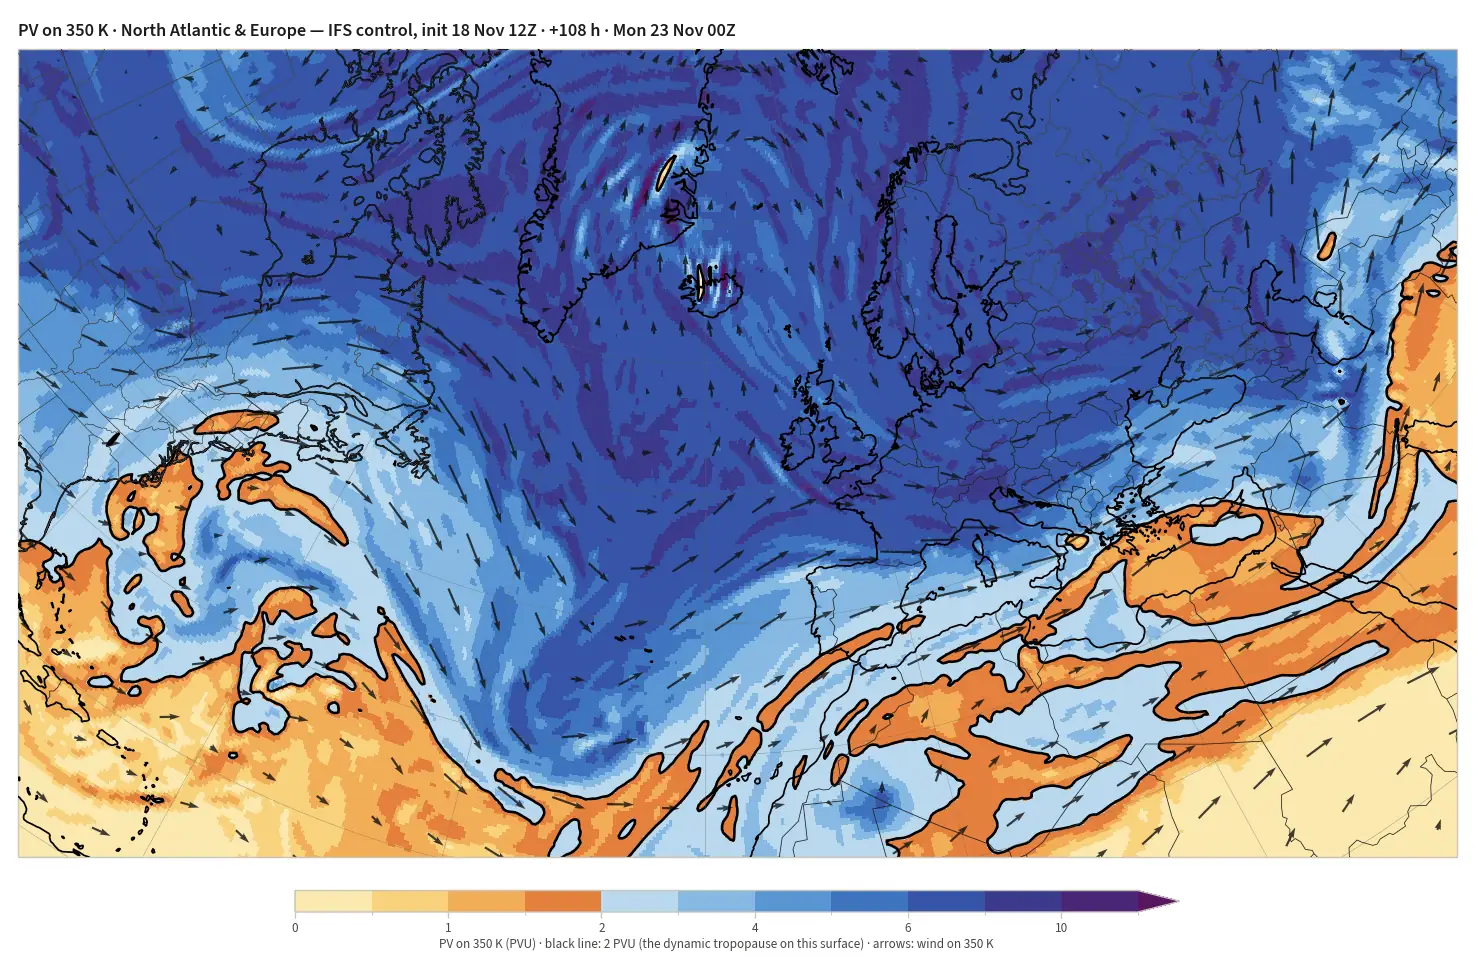 PV on 350 K · North Atlantic & Europe — IFS control, init 18 Nov 12Z · +108 h · Mon 23 Nov 00Z
0 1 2 4 6 10
PV on 350 K (PVU) · black line: 2 PVU (the dynamic tropopause on this surface) · arrows: wind on 350 K